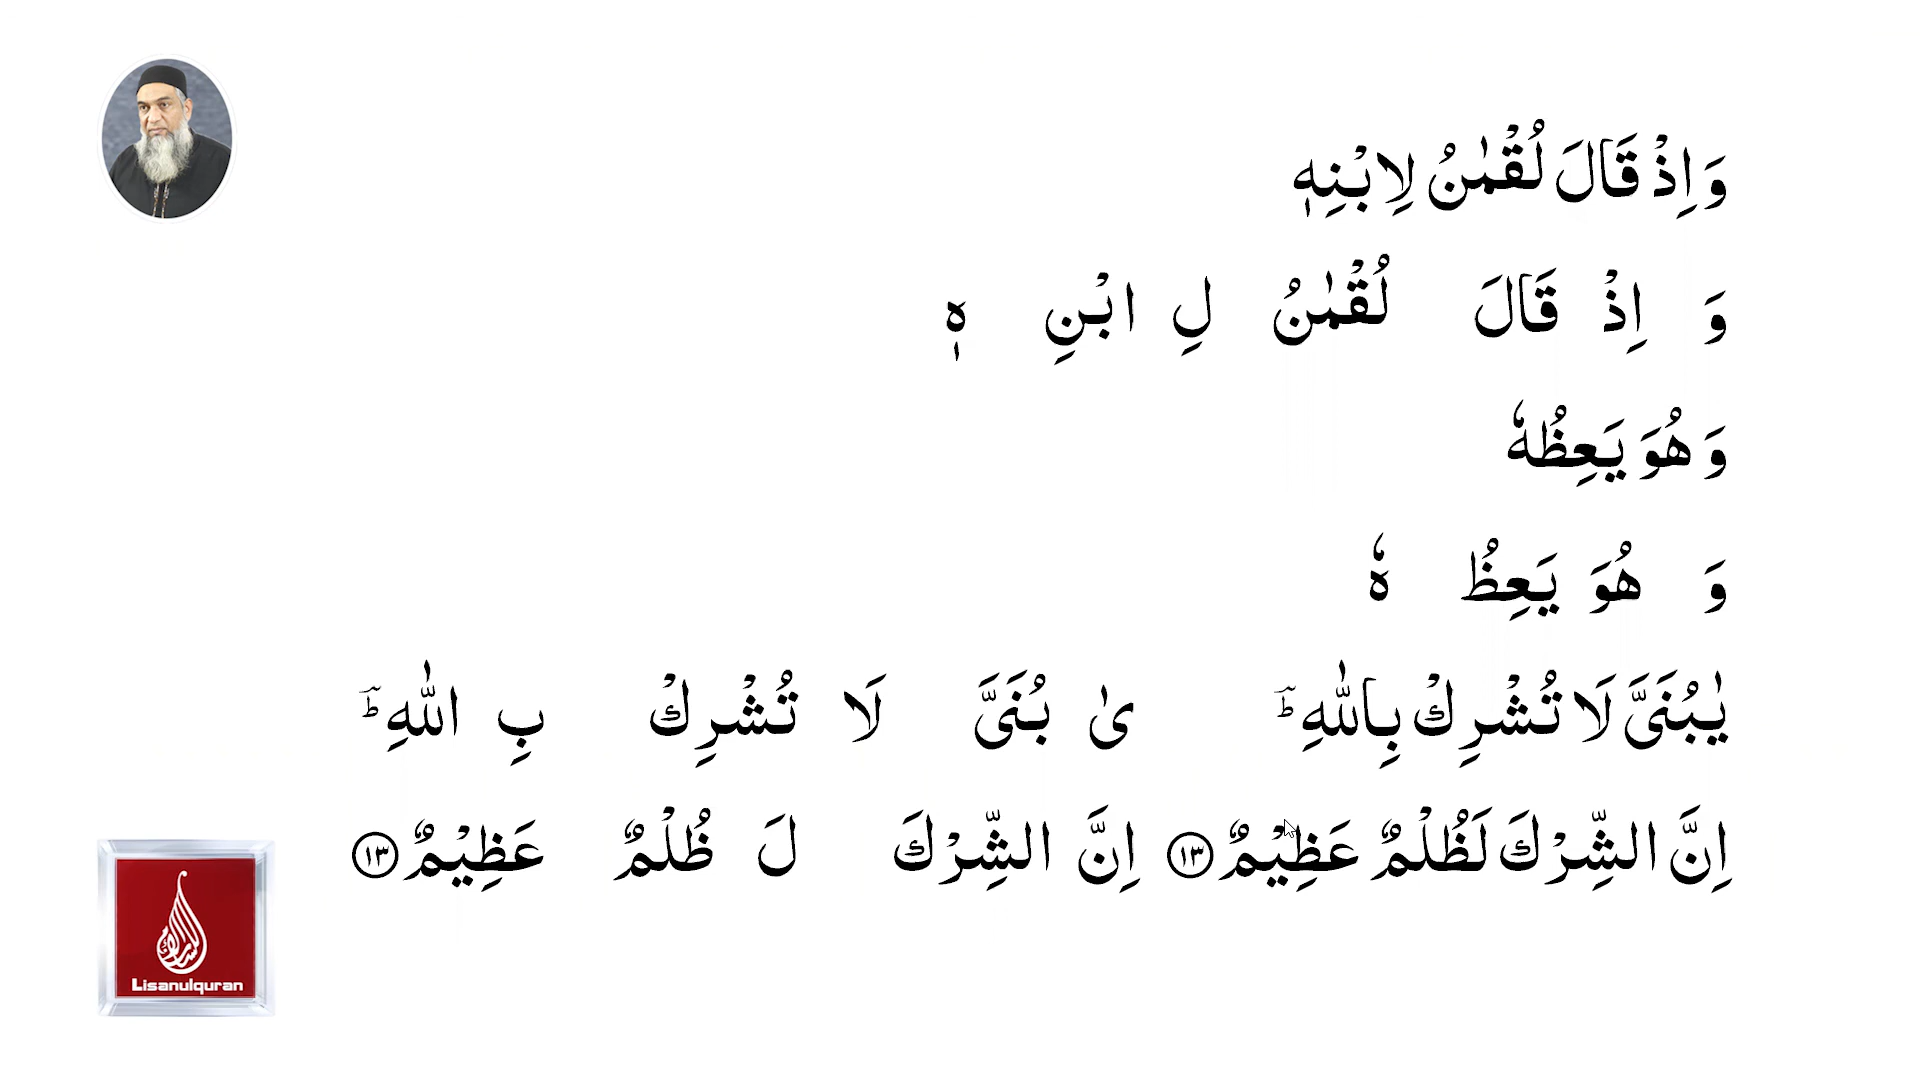 وَ اِذْ قَالَ لُقْمٰنُ لِابْنِهٖ
وَ اِذْ قَالَ لُقْمٰنُ لِ ابْنِ هٖ
وَ هُوَ يَعِظُهٗ
وَ هُوَ يَعِظُ هٗ
يٰبُنَىَّ لَا تُشْرِكْ بِاللّٰهِ ؕؔ يٰ بُنَىَّ لَا تُشْرِكْ بِ اللّٰهِ ؕؔ
اِنَّ الشِّرْكَ لَظُلْمٌ عَظِيْمٌ ۝١٣ اِنَّ الشِّرْكَ لَ ظُلْمٌ عَظِيْمٌ ۝١٣
Lisanulquran